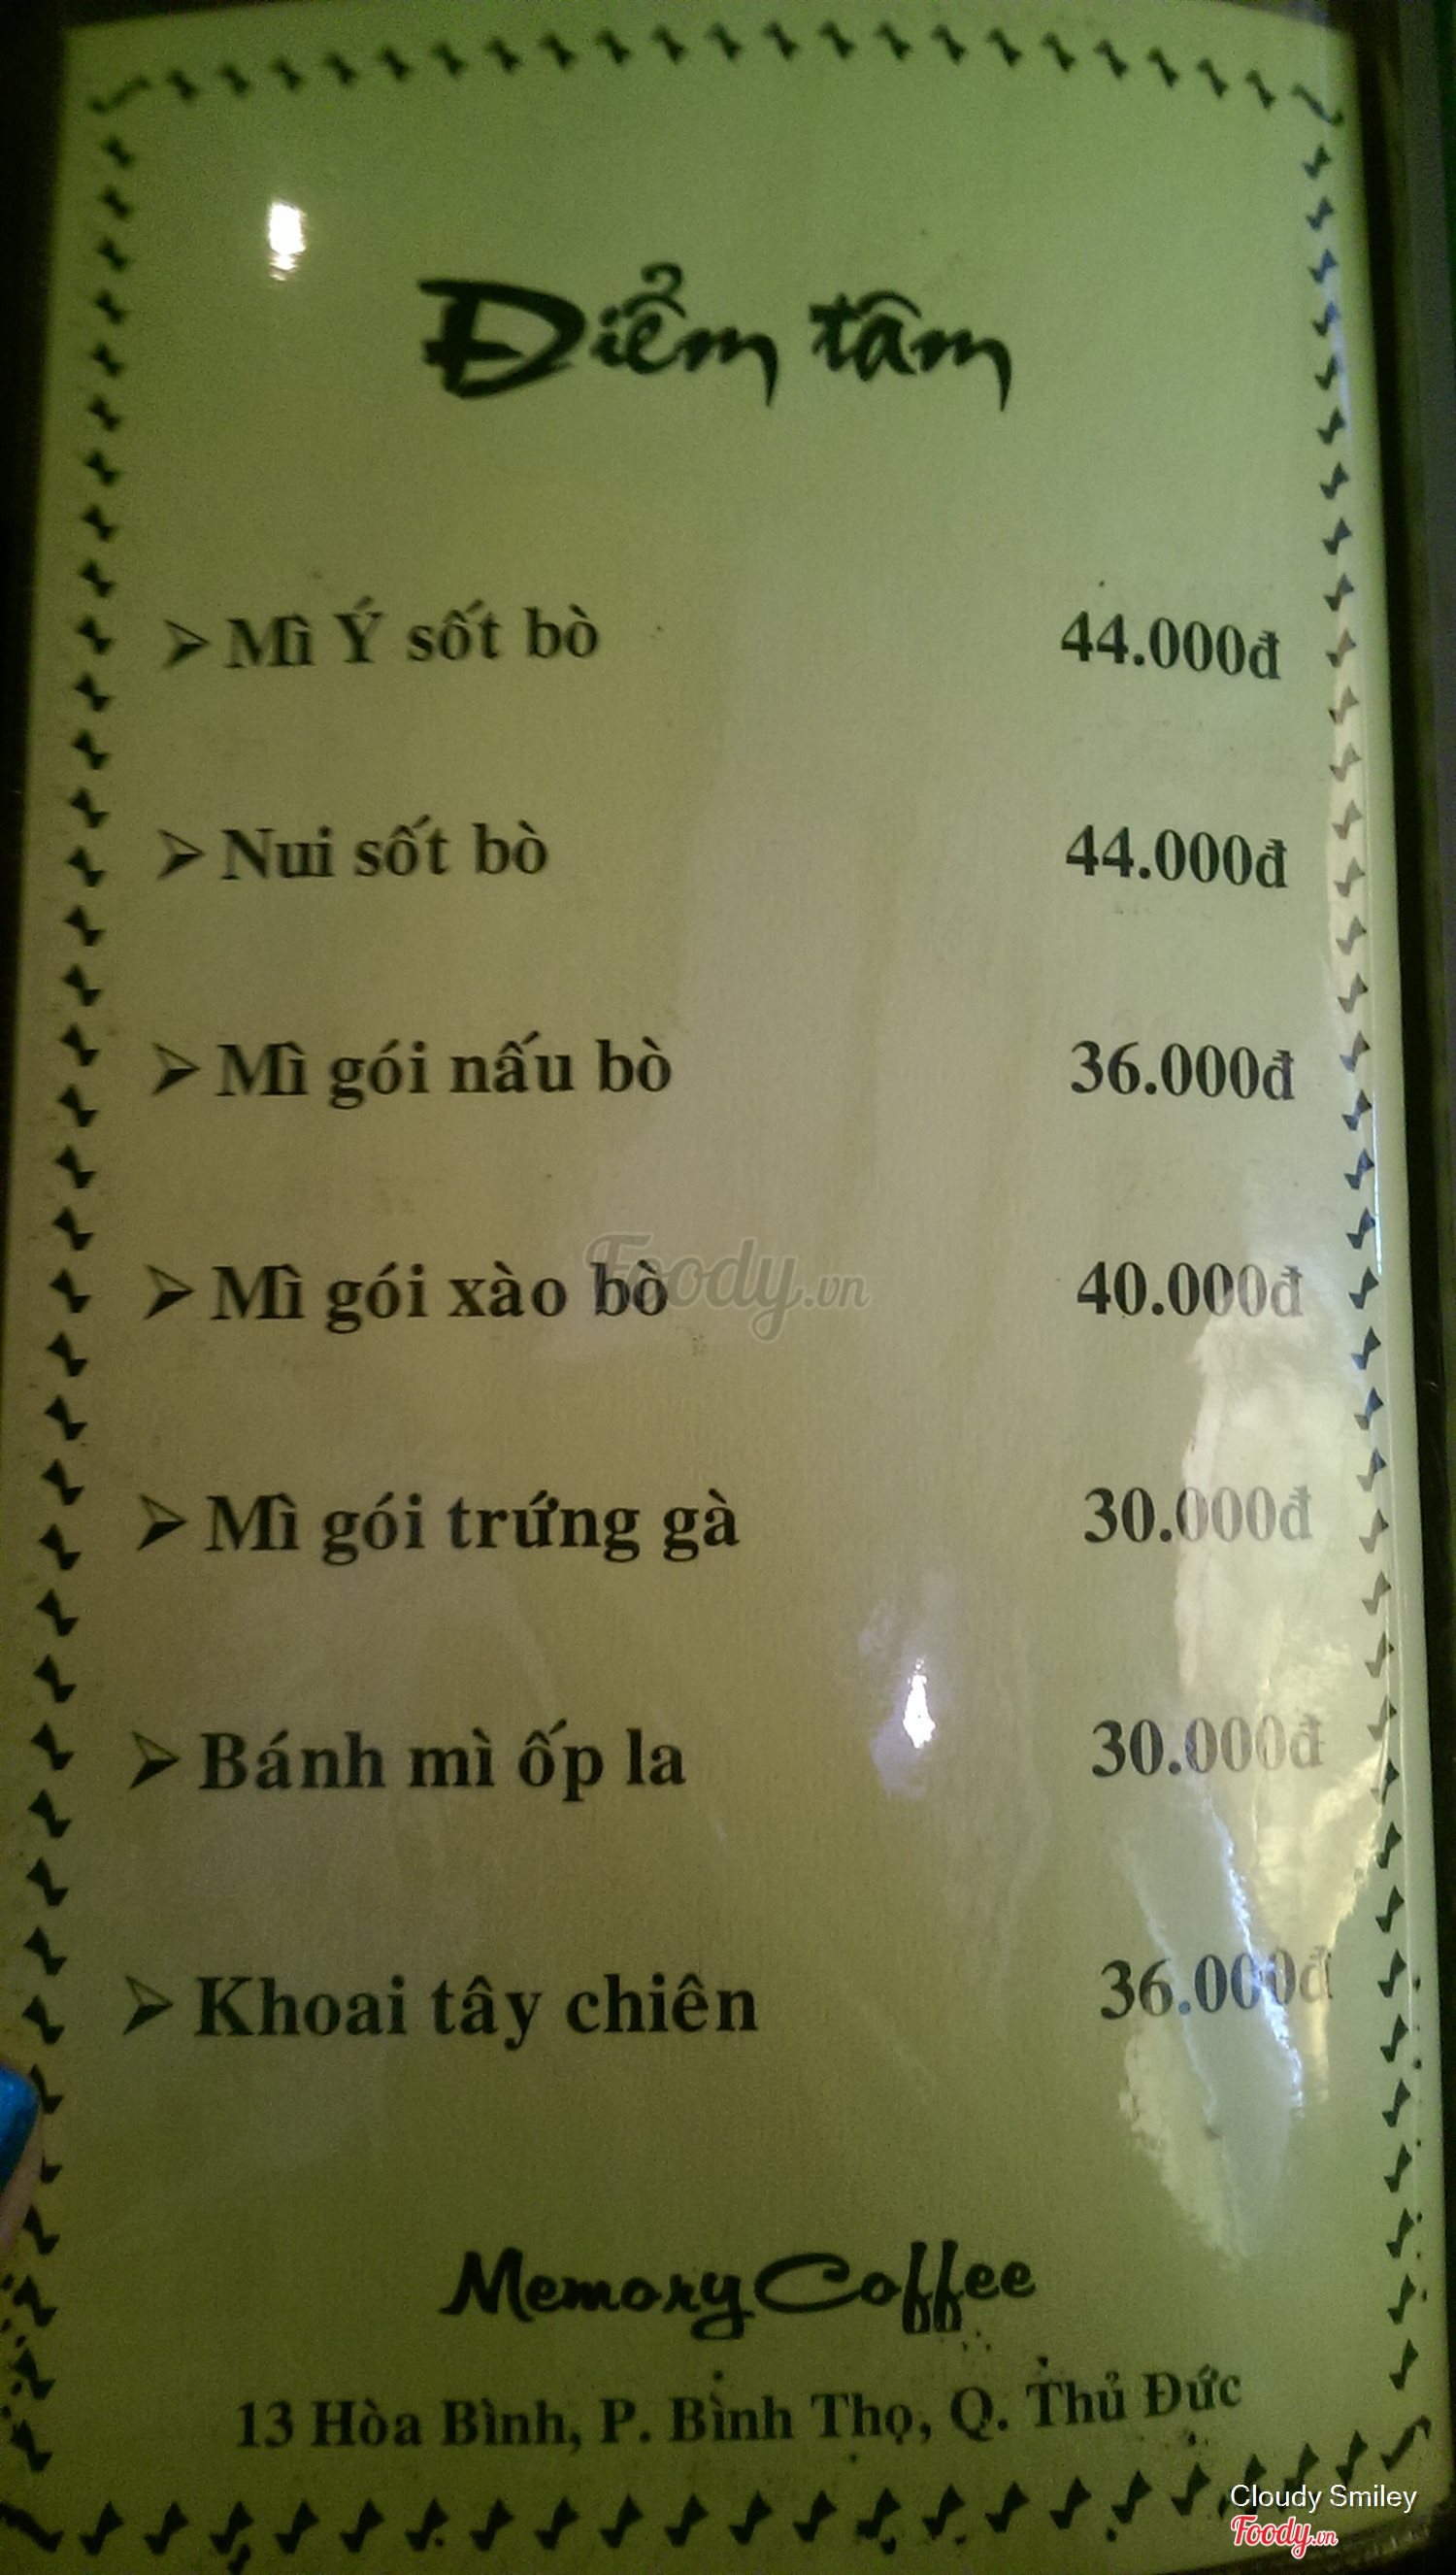 Điểm tâm
➢ Mì Ý sốt bò 44.000đ
➢ Nui sốt bò 44.000đ
➢ Mì gói nấu bò 36.000đ
➢ Mì gói xào bò 40.000đ
Foody.vn
➢ Mì gói trứng gà 30.000đ
➢ Bánh mì ốp la 30.000đ
➢ Khoai tây chiên 36.000đ
Memory Coffee
13 Hòa Bình, P. Bình Thọ, Q. Thủ Đức
Cloudy Smiley
Foody.vn